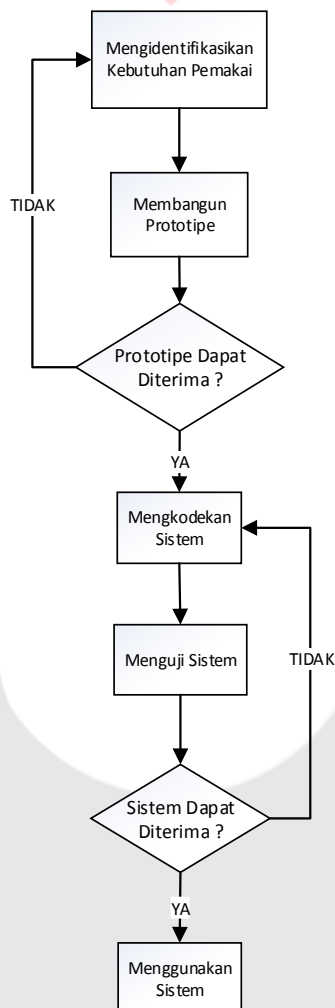 Mengidentifikasikan
Kebutuhan Pemakai
TIDAK
Membangun
Prototipe
Prototipe Dapat
Diterima ?
YA
Mengkodekan
Sistem
Menguji Sistem
TIDAK
Sistem Dapat
Diterima ?
YA
Menggunakan
Sistem